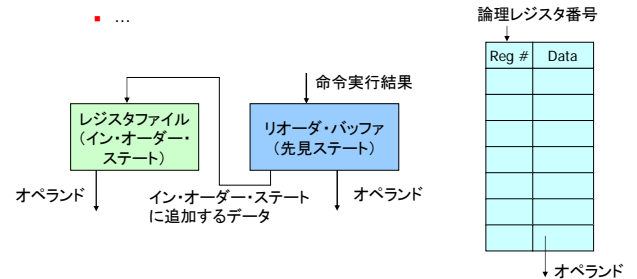 …
命令実行結果
レジスタファイル
(イン・オーダー・
ステート)
リオーダ・バッファ
(先見ステート)
オペランド
イン・オーダー・ステート
に追加するデータ
オペランド
論理レジスタ番号
Reg # Data
オペランド